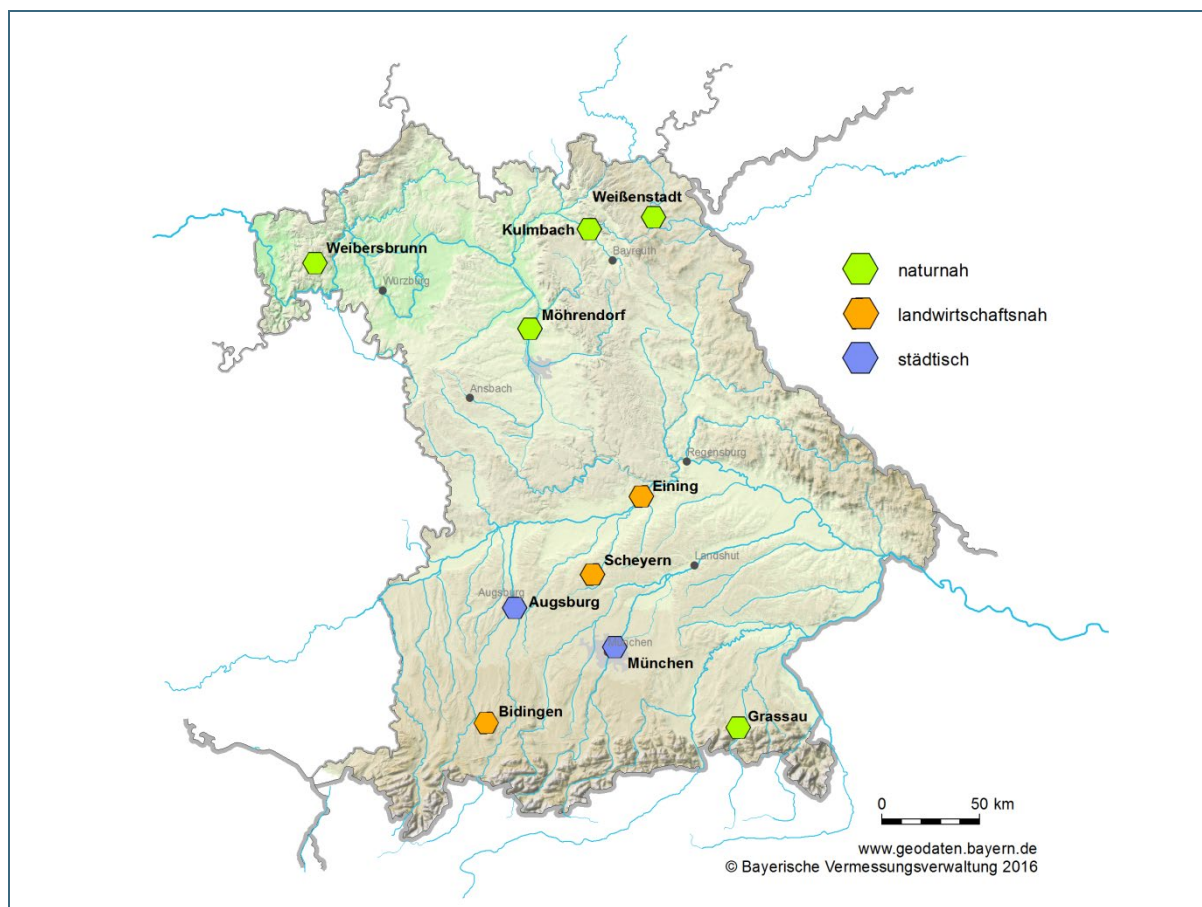 Weißenstadt
Kulmbach
Bayreuth
Weibersbrunn
Würzburg
naturnah
landwirtschaftsnah
städtisch
Möhrendorf
Ansbach
Regensburg
Eining
Scheyern
Landshut
Augsburg
Augsburg
München
Bidingen
Grassau
0 50 km
www.geodaten.bayern.de
© Bayerische Vermessungsverwaltung 2016